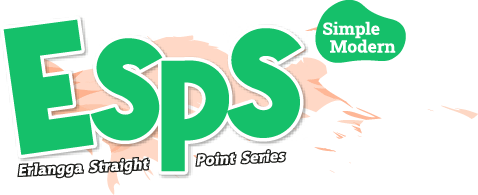 ESPS
Simple
Modern
Erlangga Straight Point Series